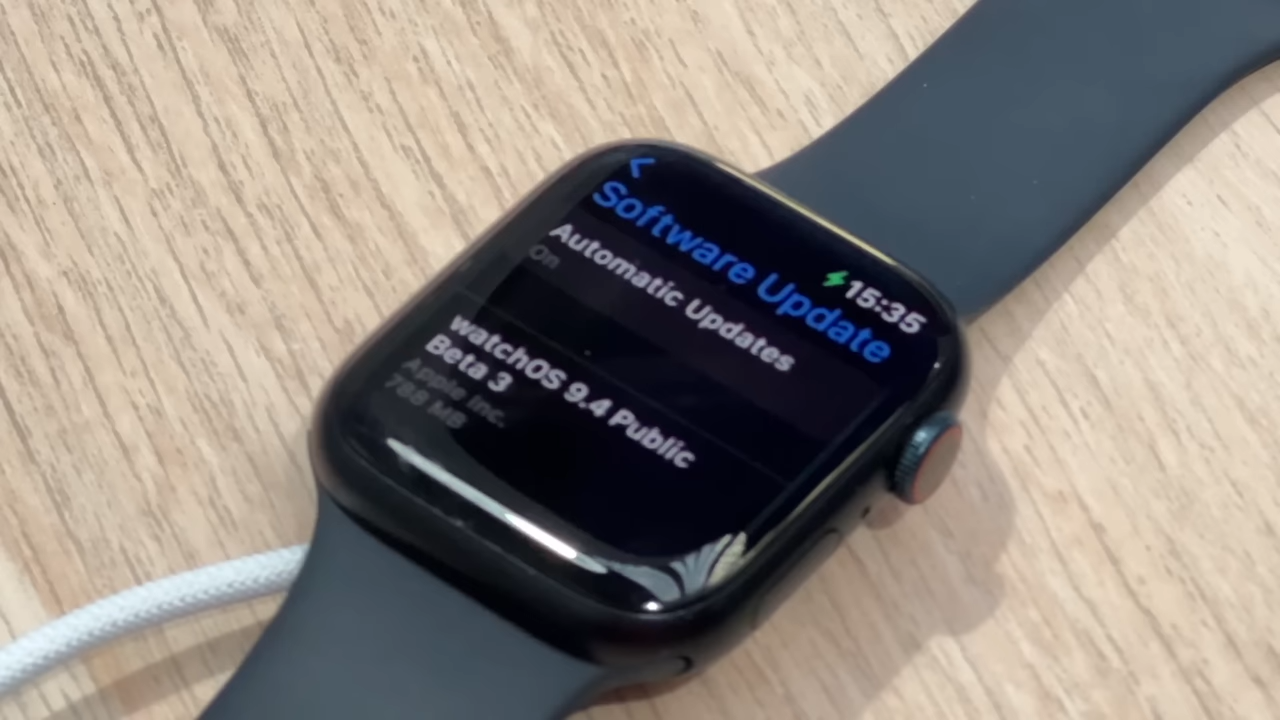 <
15:35
Software Update
Automatic Updates
On
watchOS 9.4 Public
Beta 3
Apple Inc.
788 MB